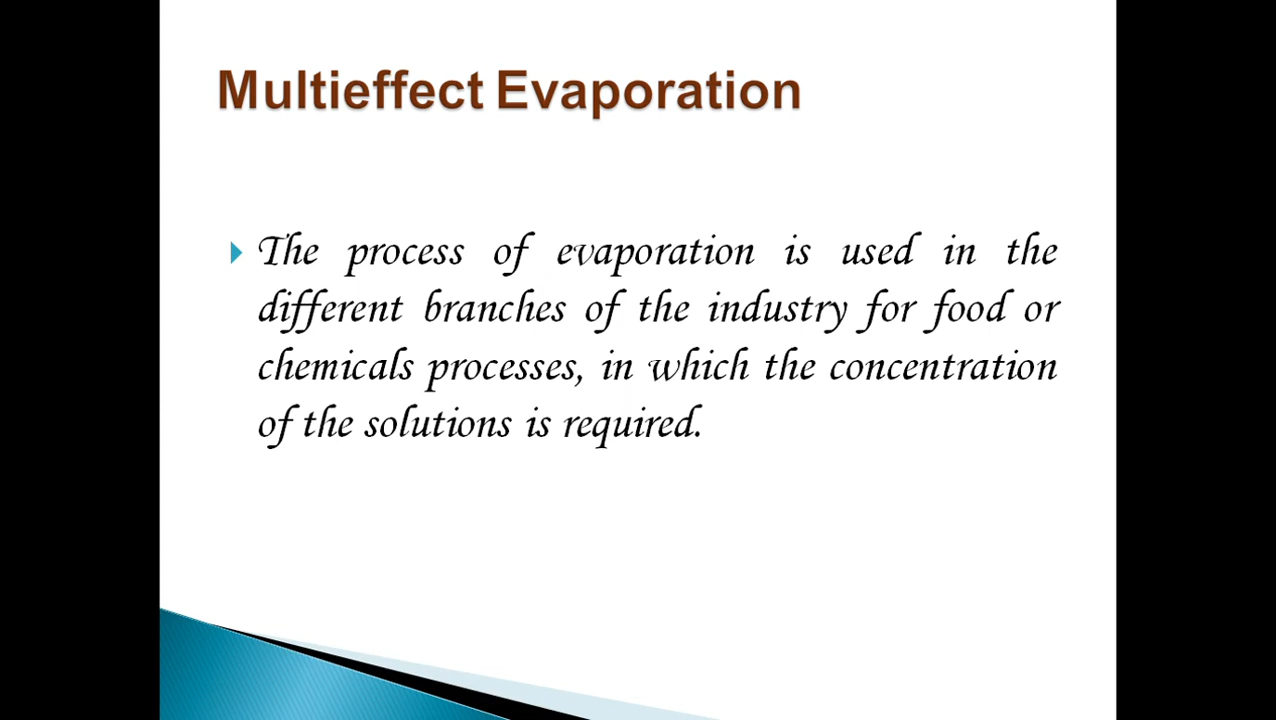 Multieffect Evaporation
The process of evaporation is used in the
different branches of the industry for food or
chemicals processes, in which the concentration
of the solutions is required.